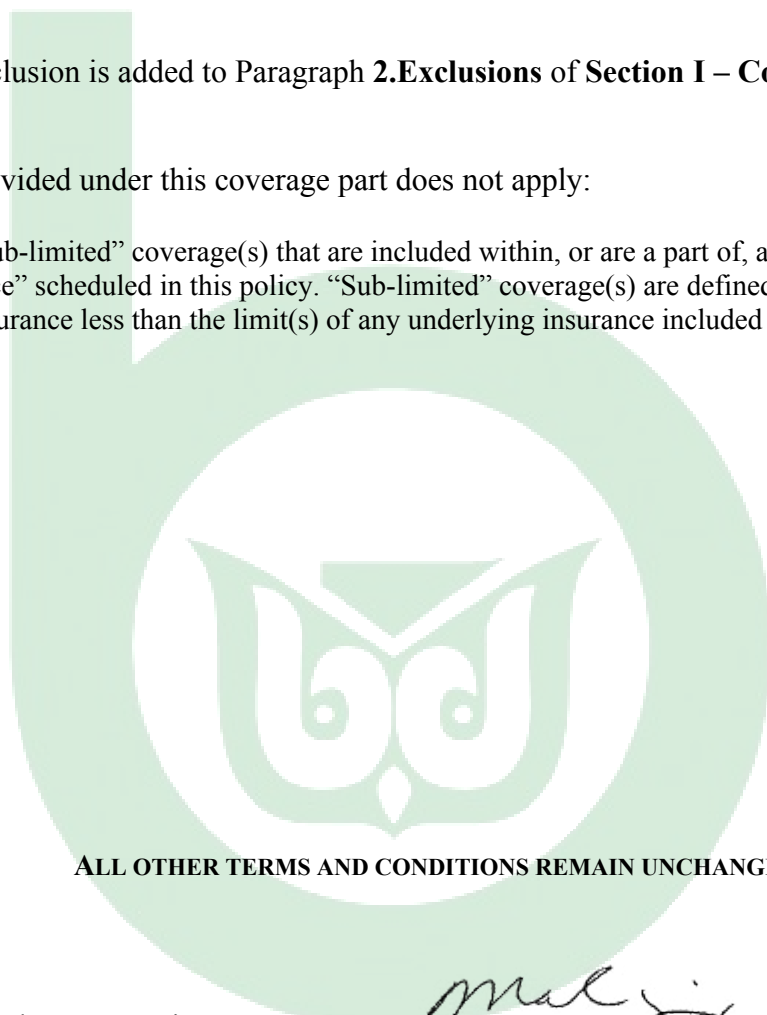 clusion is added to Paragraph 2.Exclusions of Section I – Co
vided under this coverage part does not apply:
ub-limited” coverage(s) that are included within, or are a part of, a
e” scheduled in this policy. “Sub-limited” coverage(s) are defined
urance less than the limit(s) of any underlying insurance included
ALL OTHER TERMS AND CONDITIONS REMAIN UNCHANG